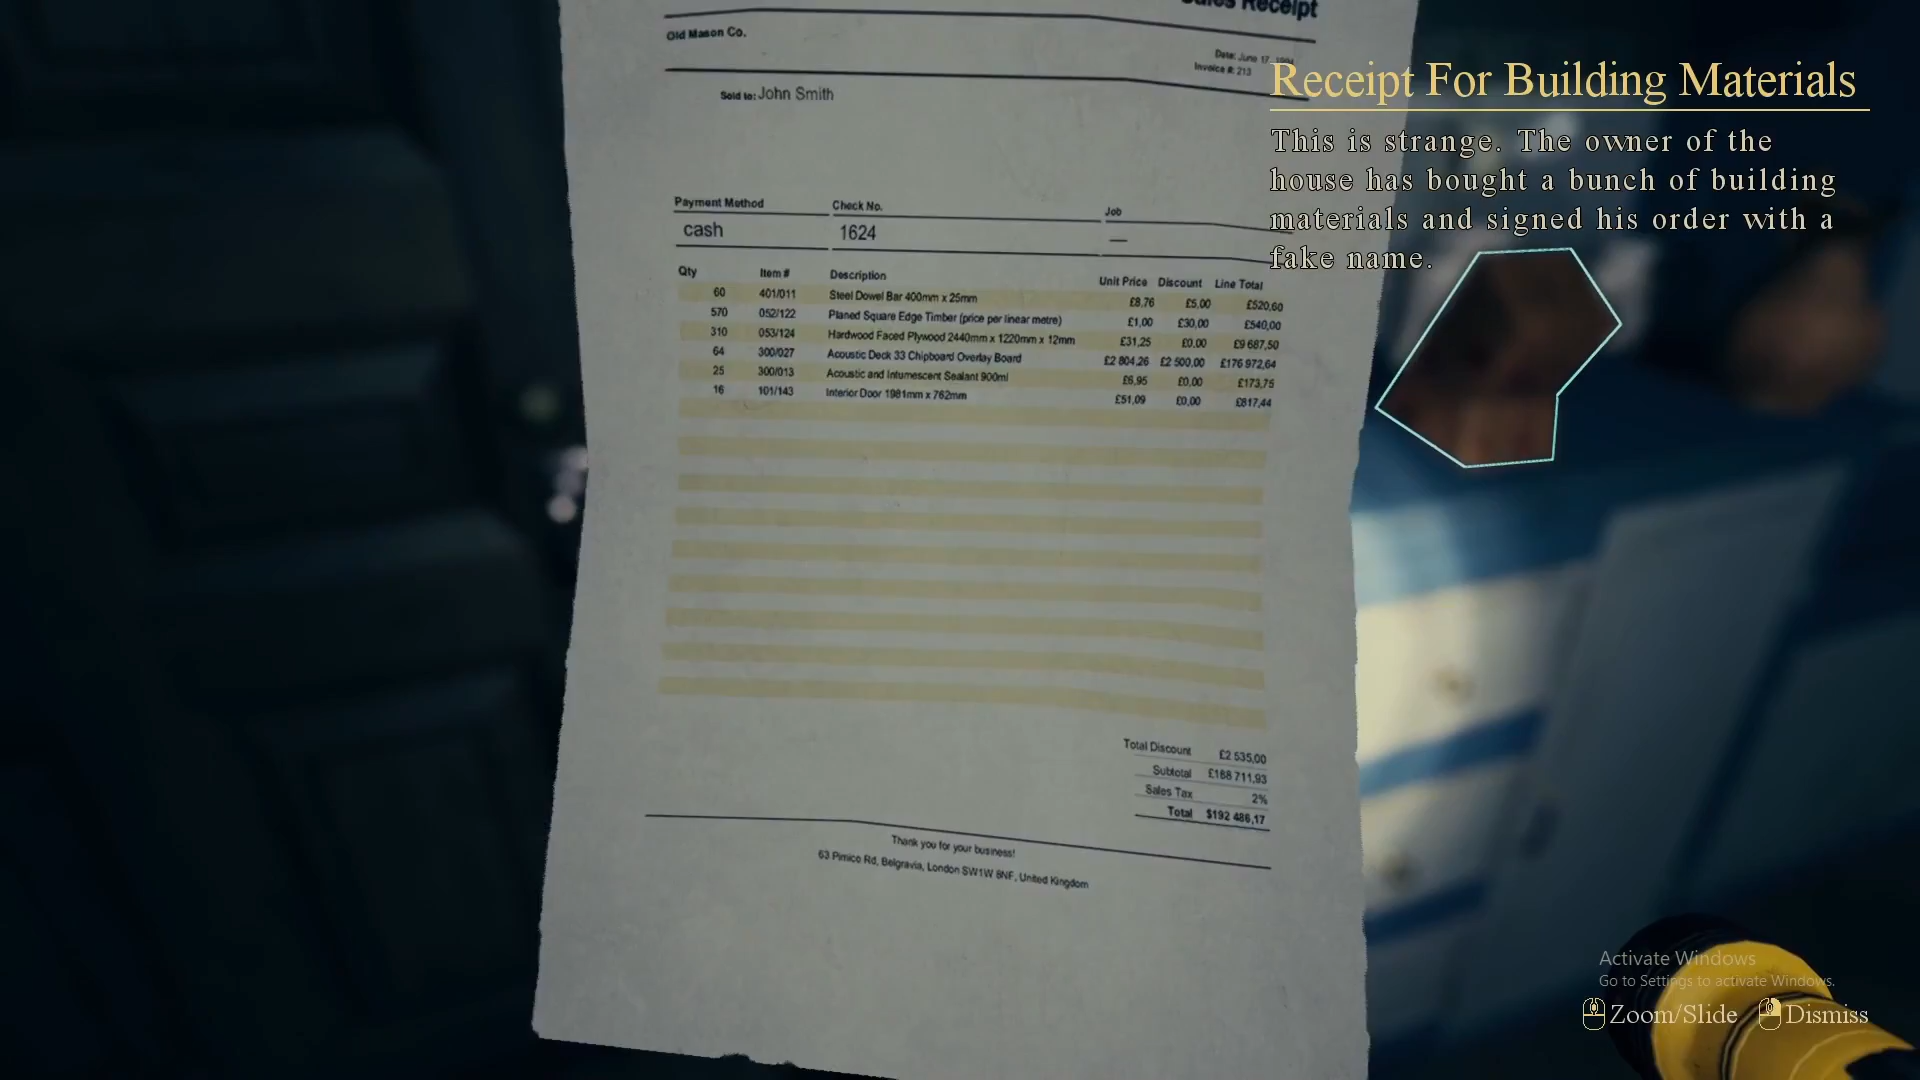 Sales Receipt
Old Mason Co.
Date: June 17, 1994
Invoice #: 213
Sold to: John Smith
Receipt For Building Materials
This is strange. The owner of the
house has bought a bunch of building
materials and signed his order with a
fake name.
Payment Method Check No. Job
cash 1624 —
Qty Item # Description Unit Price Discount Line Total
60 401/011 Steel Dowel Bar 400mm x 25mm £8,76 £5,00 £520,60
570 052/122 Planed Square Edge Timber (price per linear metre) £1,00 £30,00 £540,00
310 053/124 Hardwood Faced Plywood 2440mm x 1220mm x 12mm £31,25 £0,00 £9 687,50
64 300/027 Acoustic Deck 33 Chipboard Overlay Board £2 804,26 £2 500,00 £176 972,64
25 300/013 Acoustic and Intumescent Sealant 900ml £6,95 £0,00 £173,75
16 101/143 Interior Door 1981mm x 762mm £51,09 £0,00 £817,44
Total Discount £2 535,00
Subtotal £188 711,93
Sales Tax 2%
Total $192 486,17
Thank you for your business!
63 Pimlco Rd, Belgravia, London SW1W 8NF, United Kingdom
Activate Windows
Go to Settings to activate Windows.
Zoom/Slide Dismiss